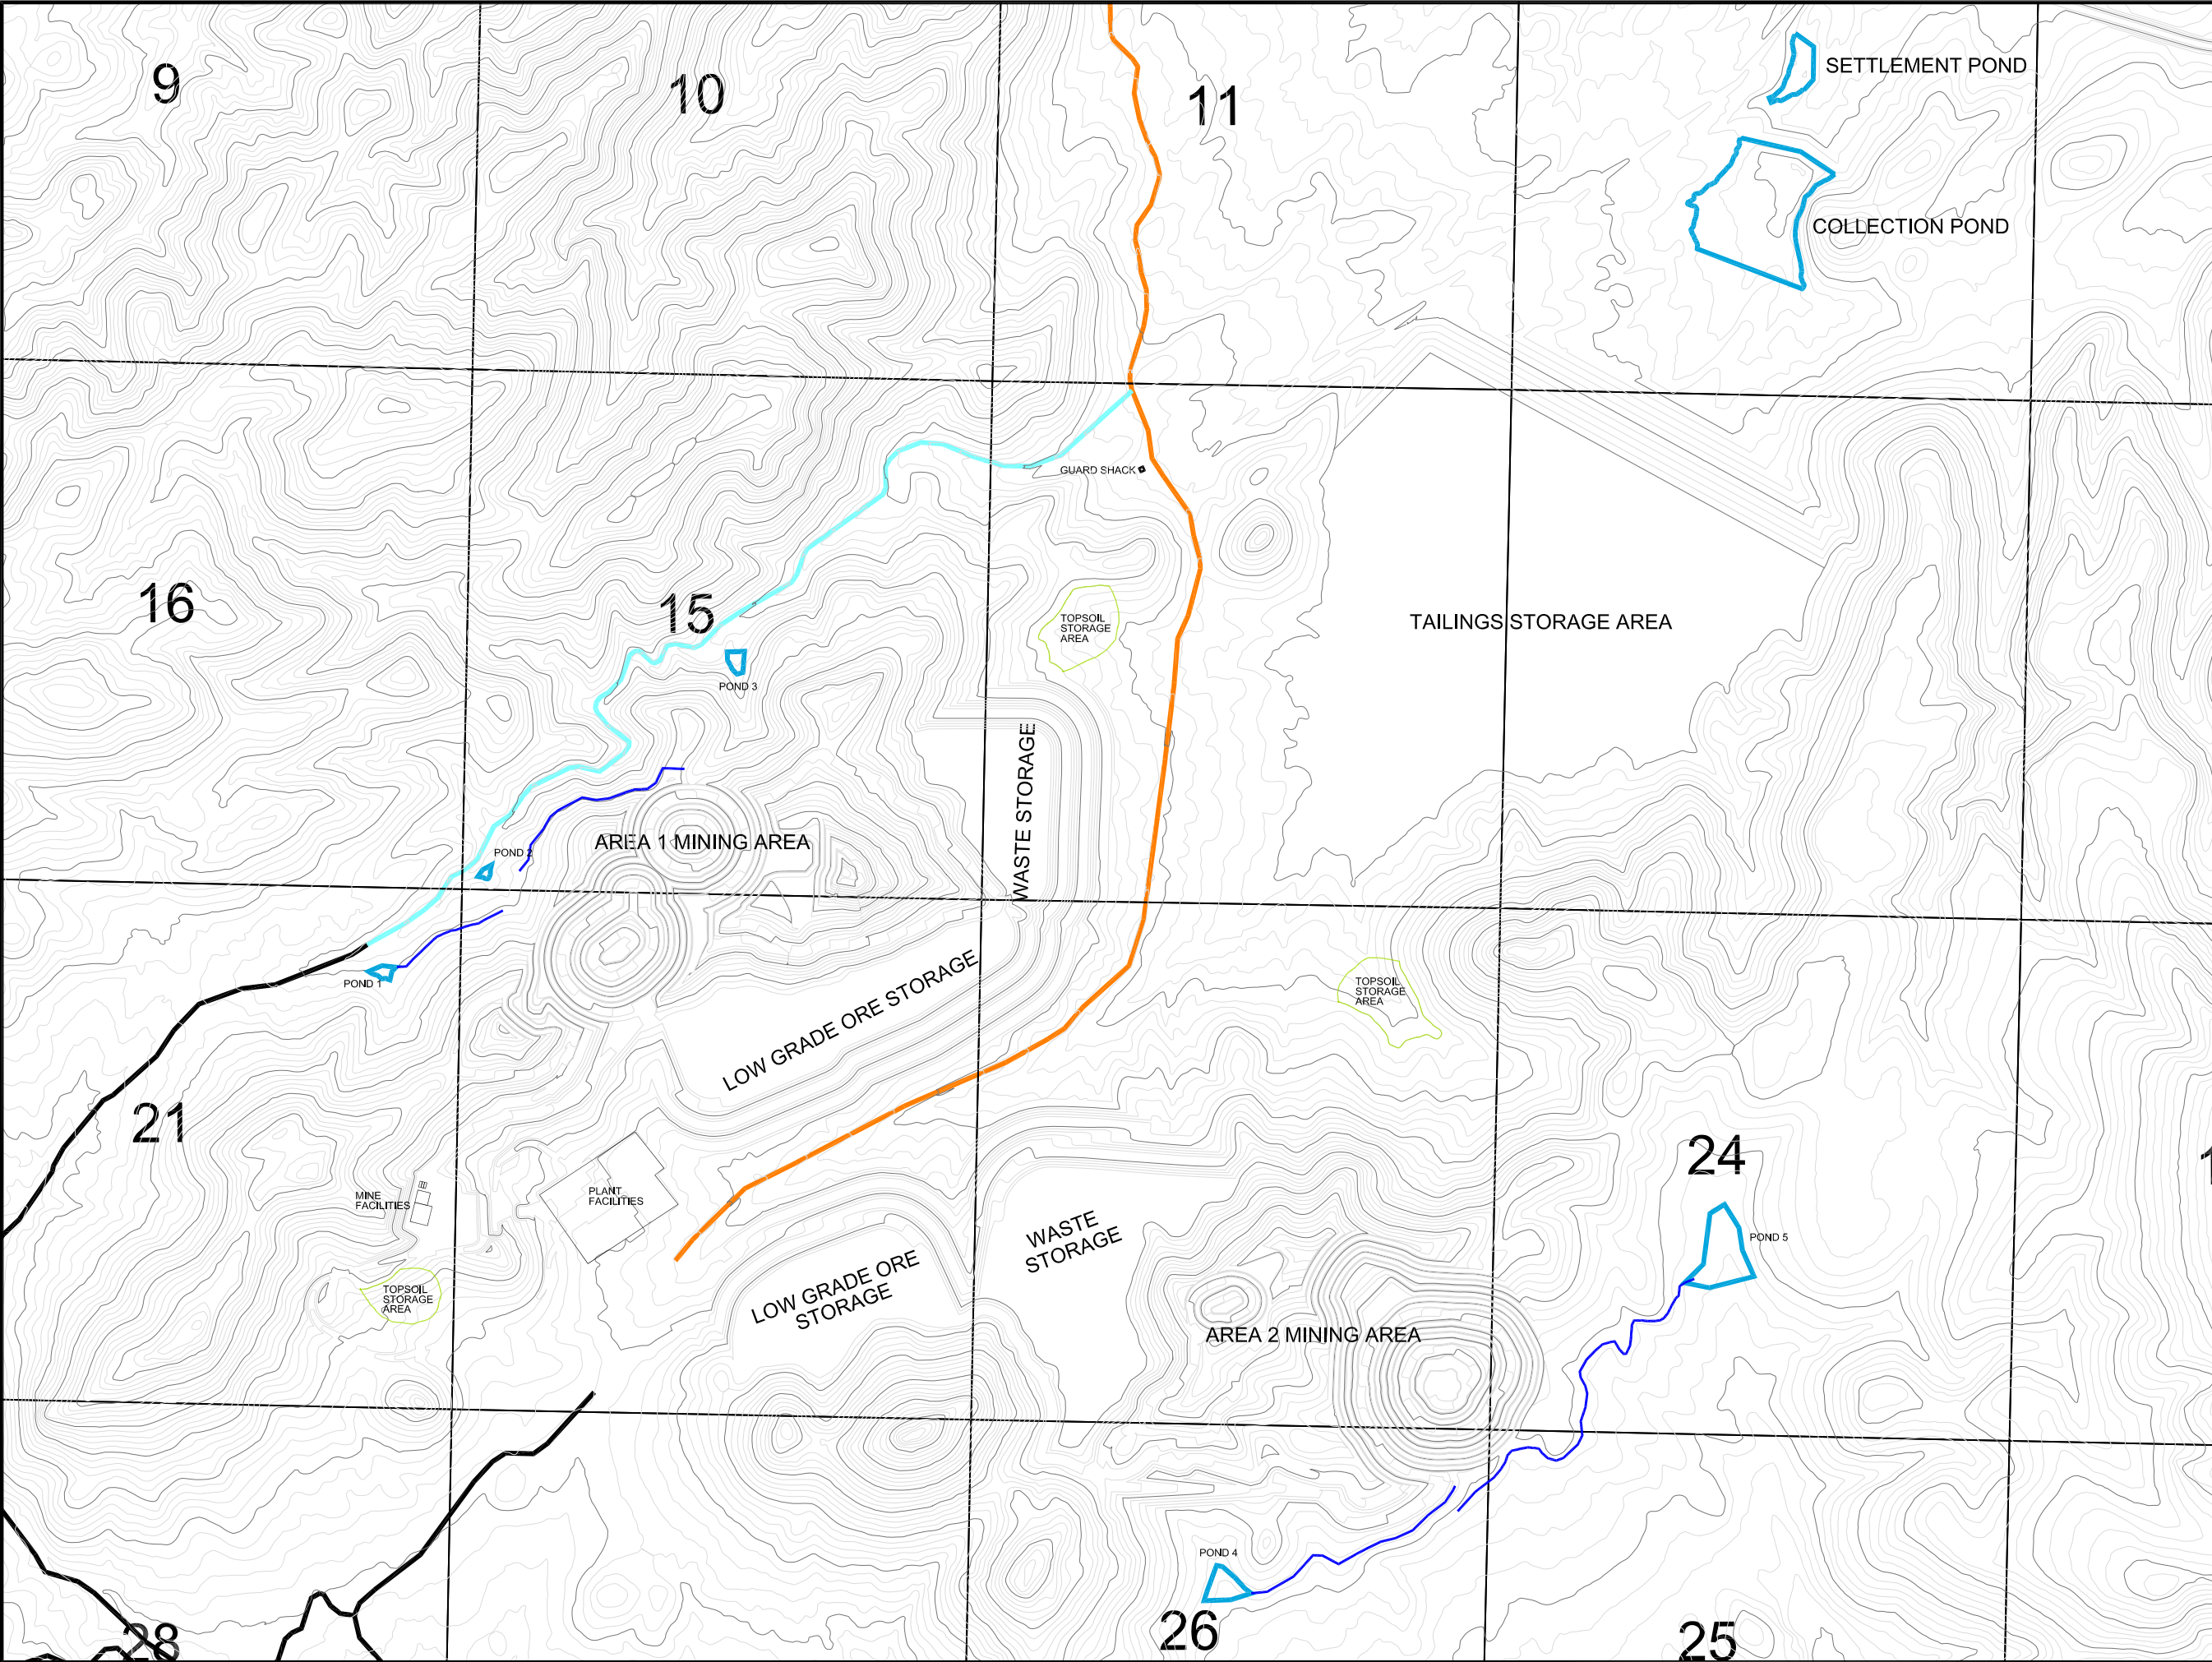 SETTLEMENT POND
9
10
11
COLLECTION POND
GUARD SHACK
16
15
TOPSOIL
STORAGE
AREA
TAILINGS STORAGE AREA
POND 3
WASTE STORAGE
AREA 1 MINING AREA
POND 2
POND 1
LOW GRADE ORE STORAGE
TOPSOIL
STORAGE
AREA
21
24
MINE
FACILITIES
PLANT
FACILITIES
WASTE
STORAGE
POND 5
TOPSOIL
STORAGE
AREA
LOW GRADE ORE
STORAGE
AREA 2 MINING AREA
POND 4
28
26
25